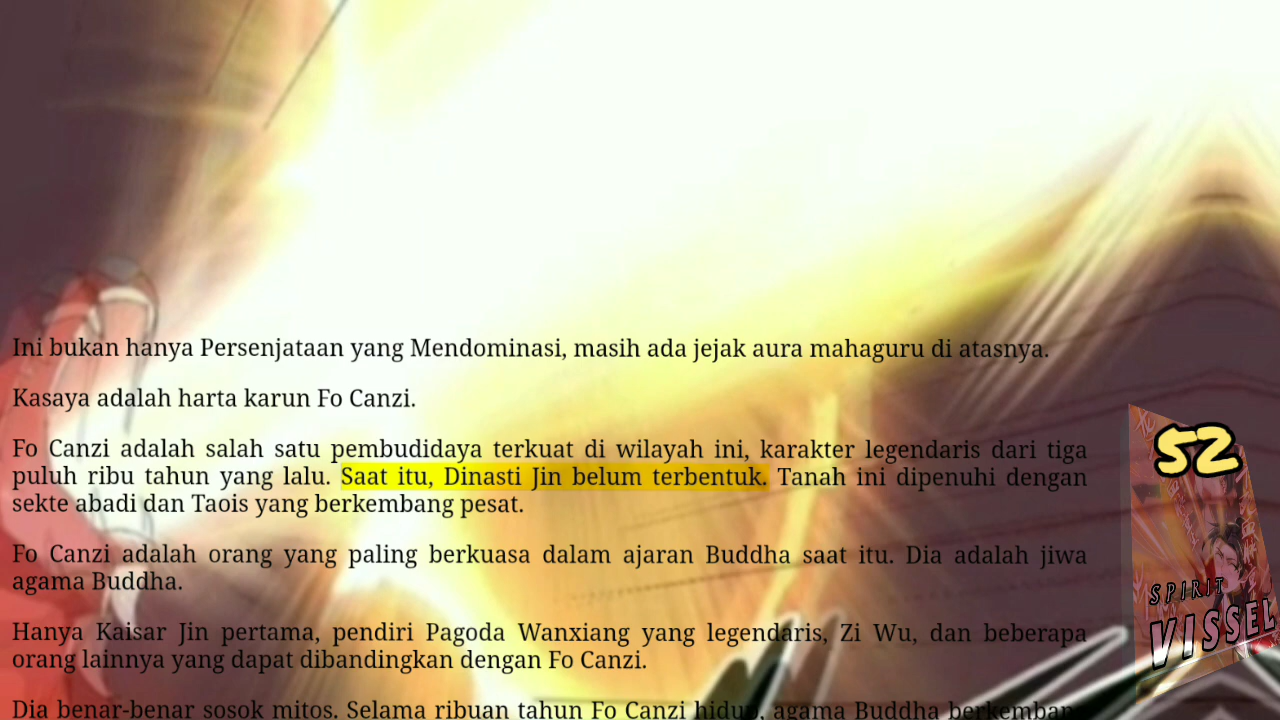 Ini bukan hanya Persenjataan yang Mendominasi, masih ada jejak aura mahaguru di atasnya.
Kasaya adalah harta karun Fo Canzi.
Fo Canzi adalah salah satu pembudidaya terkuat di wilayah ini, karakter legendaris dari tiga
puluh ribu tahun yang lalu. Saat itu, Dinasti Jin belum terbentuk. Tanah ini dipenuhi dengan
sekte abadi dan Taois yang berkembang pesat.
Fo Canzi adalah orang yang paling berkuasa dalam ajaran Buddha saat itu. Dia adalah jiwa
agama Buddha.
Hanya Kaisar Jin pertama, pendiri Pagoda Wanxiang yang legendaris, Zi Wu, dan beberapa
orang lainnya yang dapat dibandingkan dengan Fo Canzi.
Dia benar-benar sosok mitos. Selama ribuan tahun Fo Canzi hidup, agama Buddha berkembang
52
SPIRIT
VISSEL